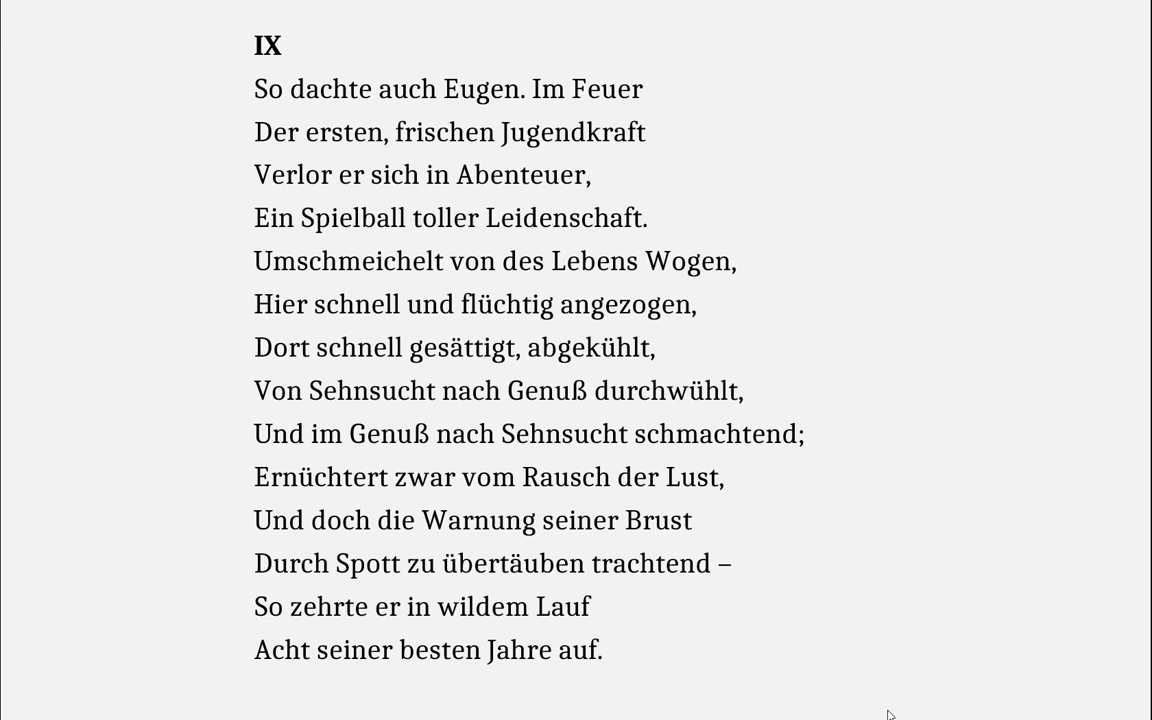 IX
So dachte auch Eugen. Im Feuer
Der ersten, frischen Jugendkraft
Verlor er sich in Abenteuer,
Ein Spielball toller Leidenschaft.
Umschmeichelt von des Lebens Wogen,
Hier schnell und flüchtig angezogen,
Dort schnell gesättigt, abgekühlt,
Von Sehnsucht nach Genuß durchwühlt,
Und im Genuß nach Sehnsucht schmachtend;
Ernüchtert zwar vom Rausch der Lust,
Und doch die Warnung seiner Brust
Durch Spott zu übertäuben trachtend –
So zehrte er in wildem Lauf
Acht seiner besten Jahre auf.